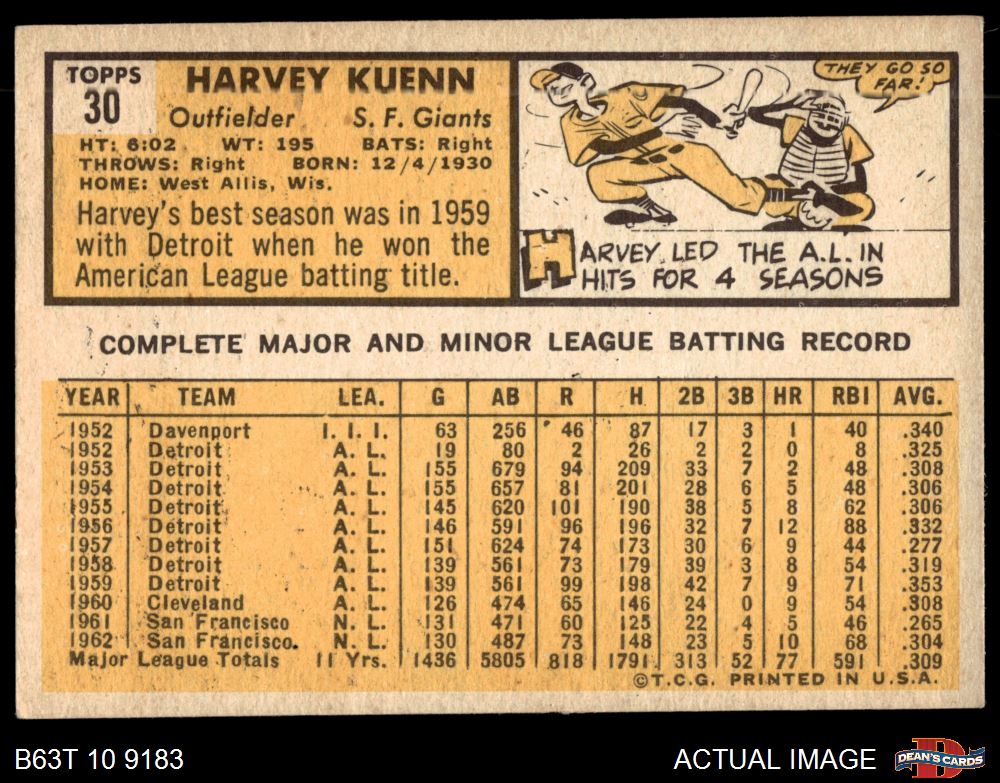 TOPPS
30
HARVEY KUENN
Outfielder S. F. Giants
HT: 6:02 WT: 195 BATS: Right
THROWS: Right BORN: 12/4/1930
HOME: West Allis, Wis.
Harvey's best season was in 1959
with Detroit when he won the
American League batting title.
THEY GO SO
FAR!
HARVEY LED THE A.L. IN
HITS FOR 4 SEASONS
COMPLETE MAJOR AND MINOR LEAGUE BATTING RECORD
YEAR TEAM LEA. G AB R H 2B 3B HR RBI AVG.
1952 Davenport I. I. I. 63 256 46 87 17 3 1 40 .340
1952 Detroit A. L. 19 80 2 26 2 2 0 8 .325
1953 Detroit A. L. 155 679 94 209 33 7 2 48 .308
1954 Detroit A. L. 155 657 81 201 28 6 5 48 .306
1955 Detroit A. L. 145 620 101 190 38 5 8 62 .306
1956 Detroit A. L. 146 591 96 196 32 7 12 88 .332
1957 Detroit A. L. 151 624 74 173 30 6 9 44 .277
1958 Detroit A. L. 139 561 73 179 39 3 8 54 .319
1959 Detroit A. L. 139 561 99 198 42 7 9 71 .353
1960 Cleveland A. L. 126 474 65 146 24 0 9 54 .308
1961 San Francisco N. L. 131 471 60 125 22 4 5 46 .265
1962 San Francisco. N. L. 130 487 73 148 23 5 10 68 .304
Major League Totals 11 Yrs. 1436 5805 818 1791 313 52 77 591 .309
©T.C.G. PRINTED IN U.S.A.
B63T 10 9183
ACTUAL IMAGE
DEAN'S CARDS